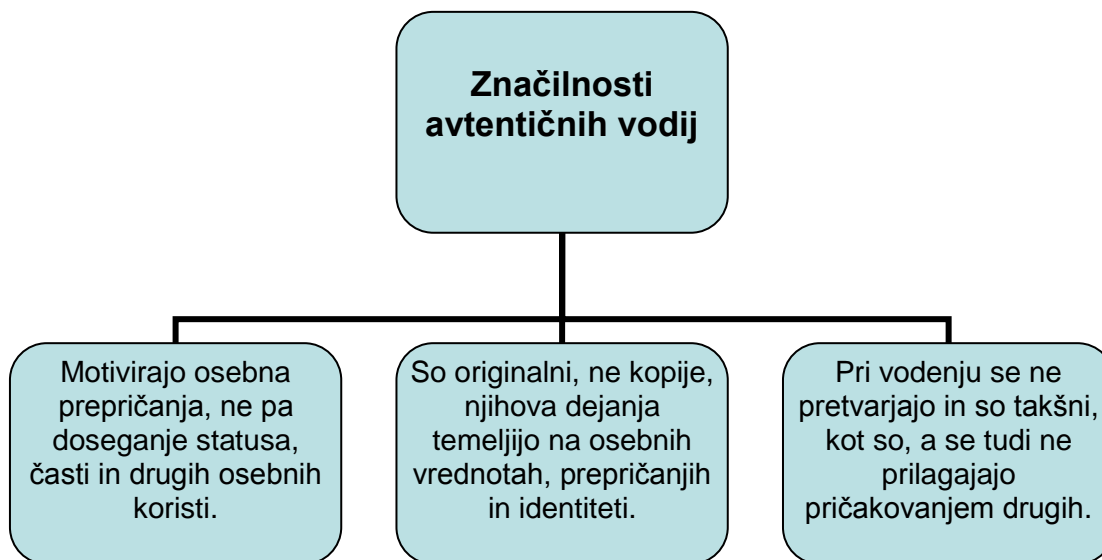 Značilnosti
avtentičnih vodij
Motivirajo osebna
prepričanja, ne pa
doseganje statusa,
časti in drugih osebnih
koristi.
So originalni, ne kopije,
njihova dejanja
temeljijo na osebnih
vrednotah, prepričanjih
in identiteti.
Pri vodenju se ne
pretvarjajo in so takšni,
kot so, a se tudi ne
prilagajajo
pričakovanjem drugih.